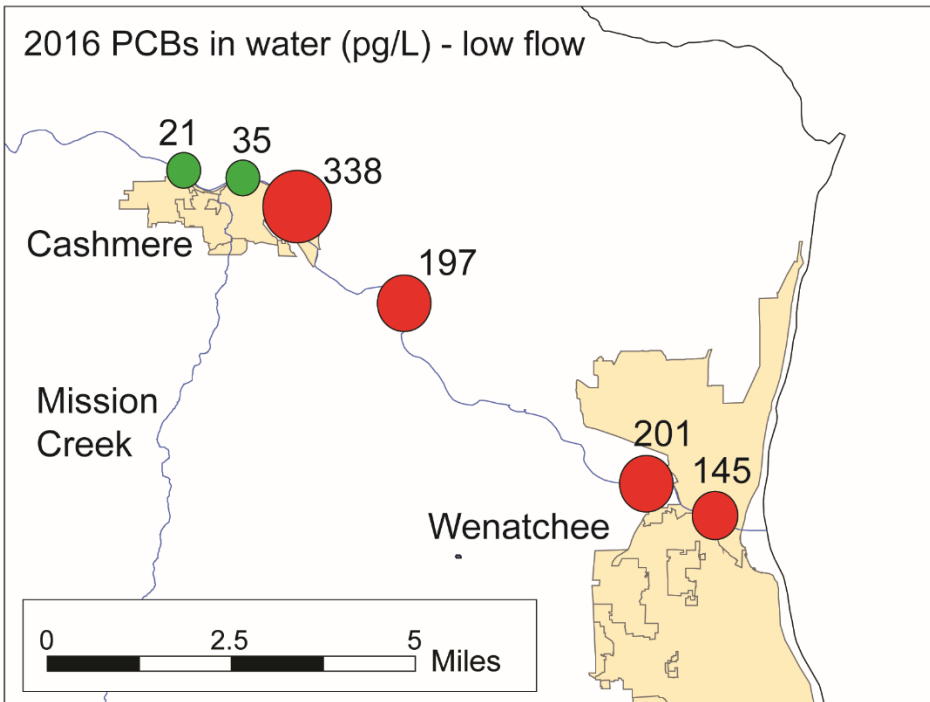 2016 PCBs in water (pg/L) - low flow
21
35
338
Cashmere
197
Mission
Creek
201
145
Wenatchee
0
2.5
5
Miles